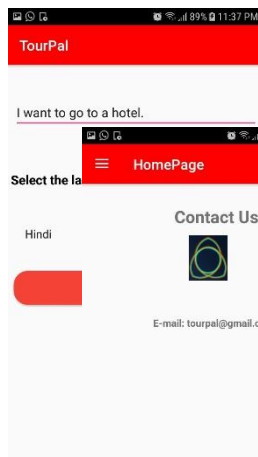 89% 11:37 PM
TourPal
I want to go to a hotel.
Select the la
Hindi
HomePage
Contact Us
E-mail: tourpal@gmail.c